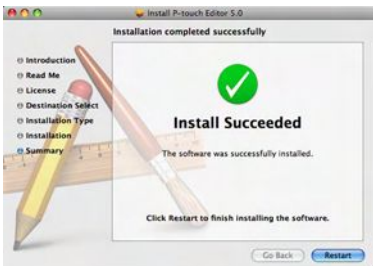 Install P-touch Editor 5.0
Installation completed successfully
Introduction
Read Me
License
Destination Select
Installation Type
Installation
Summary
Install Succeeded
The software was successfully installed.
Click Restart to finish installing the software.
Go Back
Restart